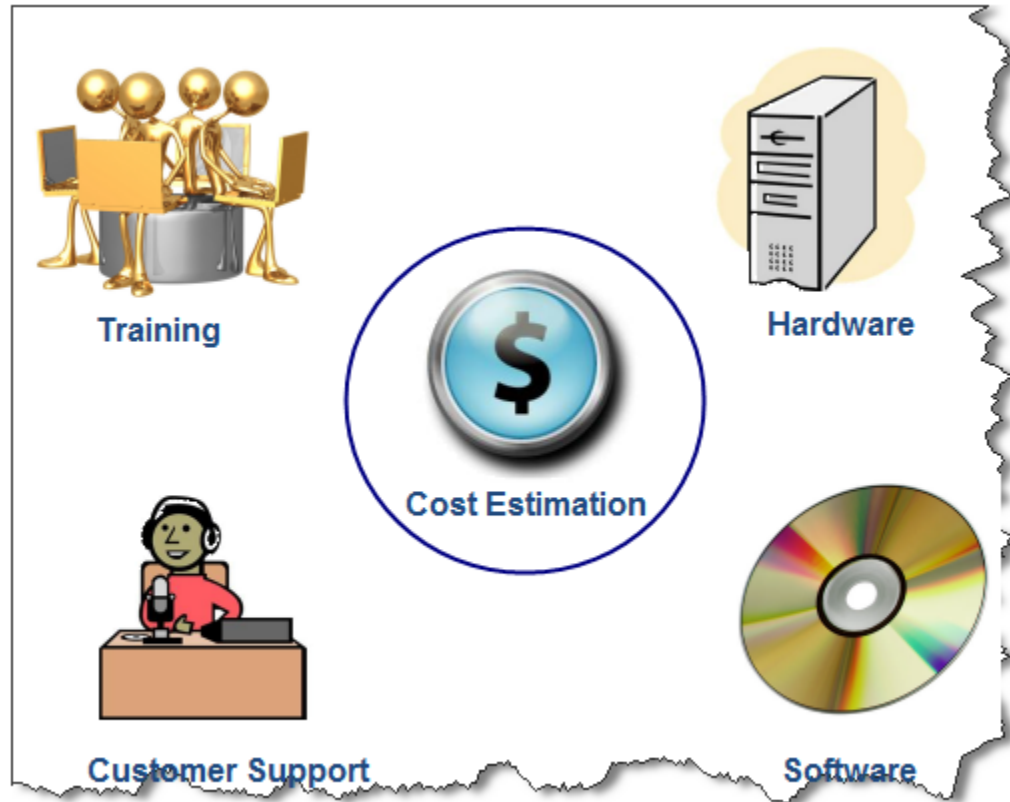 Training
Hardware
$
Cost Estimation
Customer Support
Software